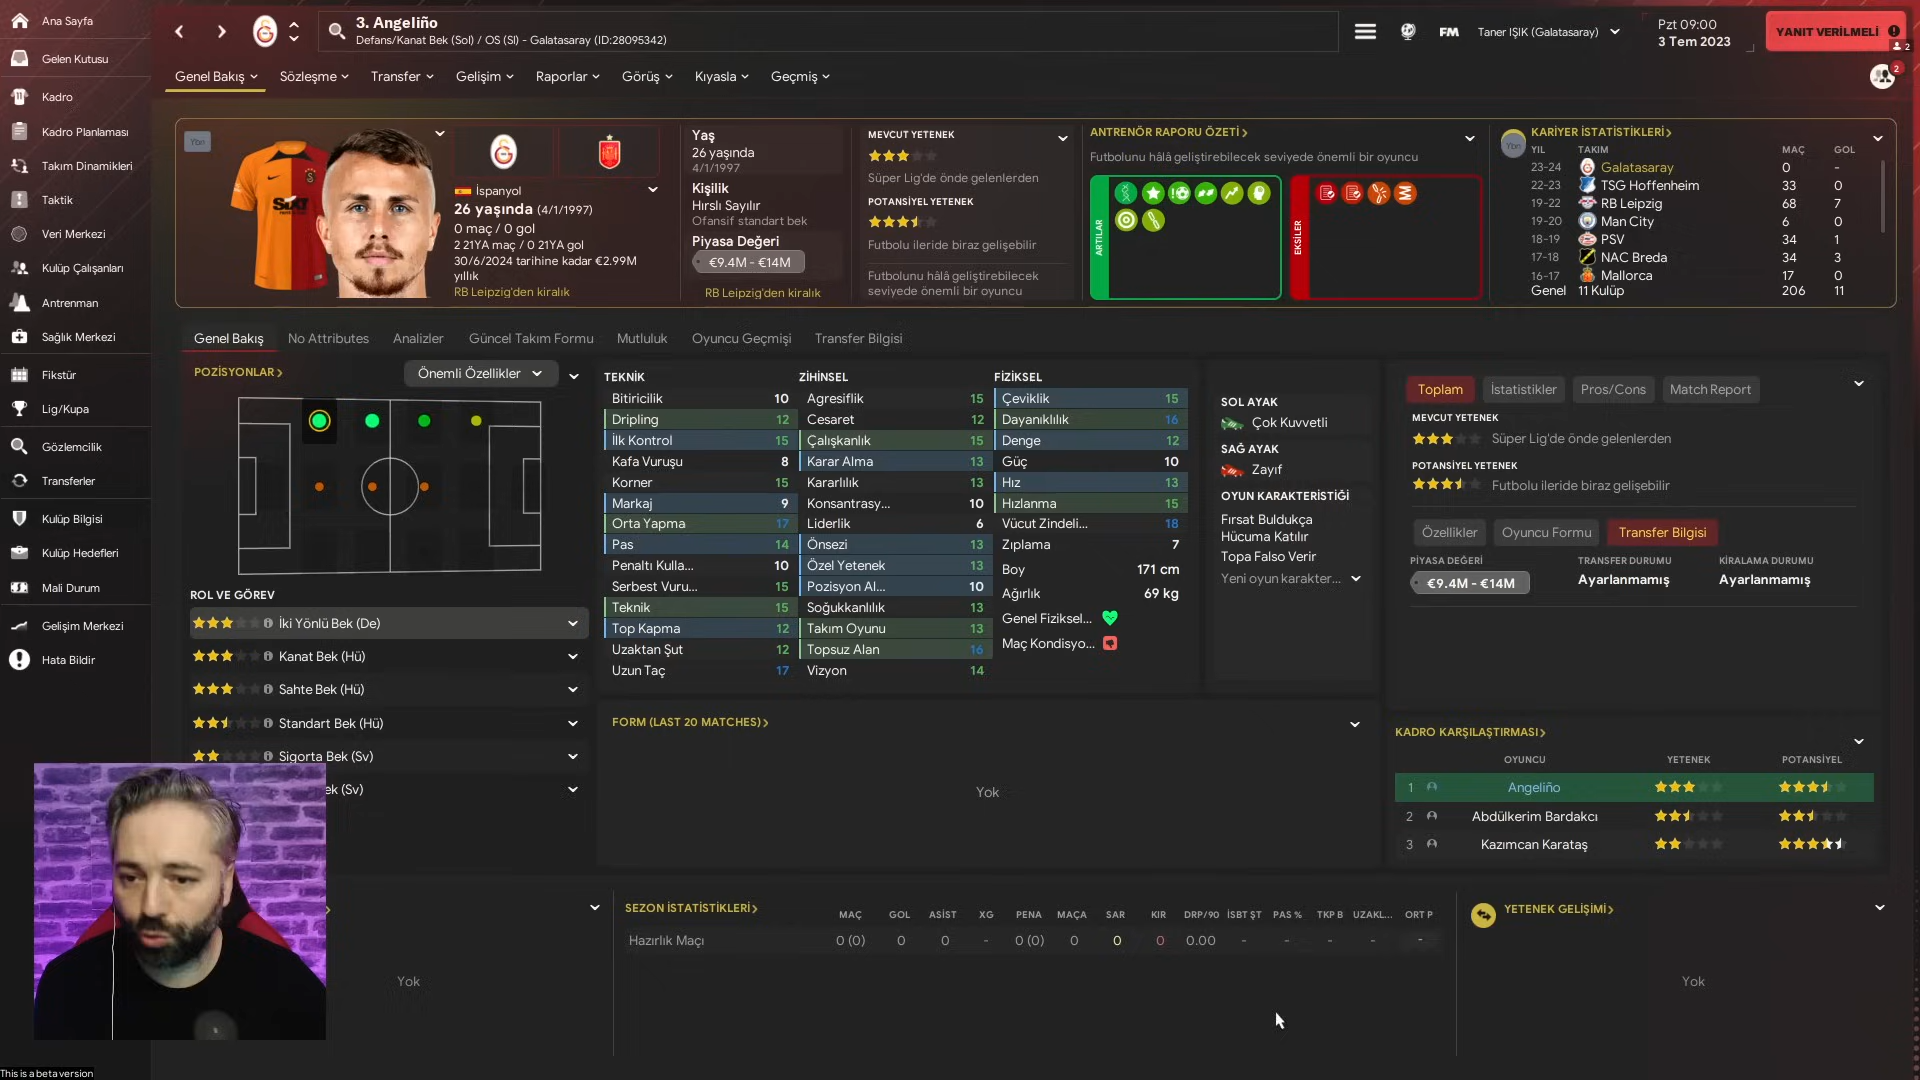 Ana Sayfa
Gelen Kutusu
Kadro
Kadro Planlaması
Takım Dinamikleri
Taktik
Veri Merkezi
Kulüp Çalışanları
Antrenman
Sağlık Merkezi
Fikstür
Lig/Kupa
Gözlemcilik
Transferler
Kulüp Bilgisi
Kulüp Hedefleri
Mali Durum
Gelişim Merkezi
Hata Bildir
3. Angeliño
Defans/Kanat Bek (Sol) / OS (Sl) - Galatasaray (ID:28095342)
FM
Taner IŞIK (Galatasaray)
Pzt 09:00
3 Tem 2023
YANIT VERİLMELİ
2
2
Genel Bakış
Sözleşme
Transfer
Gelişim
Raporlar
Görüş
Kıyasla
Geçmiş
Yön
SIXT
İspanyol
26 yaşında (4/1/1997)
0 maç / 0 gol
2 21YA maç / 0 21YA gol
30/6/2024 tarihine kadar €2.99M
yıllık
RB Leipzig'den kiralık
Yaş
26 yaşında
4/1/1997
Kişilik
Hırslı Sayılır
Ofansif standart bek
Piyasa Değeri
€9.4M - €14M
RB Leipzig'den kiralık
MEVCUT YETENEK
Süper Lig'de önde gelenlerden
POTANSİYEL YETENEK
Futbolu ileride biraz gelişebilir
Futbolunu hâlâ geliştirebilecek
seviyede önemli bir oyuncu
ANTRENÖR RAPORU ÖZETİ
Futbolunu hâlâ geliştirebilecek seviyede önemli bir oyuncu
ARTILAR
EKSİLER
Yön
KARİYER İSTATİSTİKLERİ
YIL TAKIM MAÇ GOL
23-24 Galatasaray 0 -
22-23 TSG Hoffenheim 33 0
19-22 RB Leipzig 68 7
19-20 Man City 6 0
18-19 PSV 34 1
17-18 NAC Breda 34 3
16-17 Mallorca 17 0
Genel 11 Kulüp 206 11
Genel Bakış
No Attributes
Analizler
Güncel Takım Formu
Mutluluk
Oyuncu Geçmişi
Transfer Bilgisi
POZİSYONLAR
Önemli Özellikler
ROL VE GÖREV
İki Yönlü Bek (De)
Kanat Bek (Hü)
Sahte Bek (Hü)
Standart Bek (Hü)
Sigorta Bek (Sv)
ek (Sv)
TEKNİK
Bitiricilik 10
Dripling 12
İlk Kontrol 15
Kafa Vuruşu 8
Korner 15
Markaj 9
Orta Yapma 17
Pas 14
Penaltı Kulla... 10
Serbest Vuru... 15
Teknik 15
Top Kapma 12
Uzaktan Şut 12
Uzun Taç 17
ZİHİNSEL
Agresiflik 15
Cesaret 12
Çalışkanlık 15
Karar Alma 13
Kararlılık 13
Konsantrasy... 10
Liderlik 6
Önsezi 13
Özel Yetenek 13
Pozisyon Al... 10
Soğukkanlılık 13
Takım Oyunu 13
Topsuz Alan 16
Vizyon 14
FİZİKSEL
Çeviklik 15
Dayanıklılık 16
Denge 12
Güç 10
Hız 13
Hızlanma 15
Vücut Zindeli... 18
Zıplama 7
Boy 171 cm
Ağırlık 69 kg
Genel Fiziksel...
Maç Kondisyo...
SOL AYAK
Çok Kuvvetli
SAĞ AYAK
Zayıf
OYUN KARAKTERİSTİĞİ
Fırsat Buldukça
Hücuma Katılır
Topa Falso Verir
Yeni oyun karakter...
Toplam
İstatistikler
Pros/Cons
Match Report
MEVCUT YETENEK
Süper Lig'de önde gelenlerden
POTANSİYEL YETENEK
Futbolu ileride biraz gelişebilir
Özellikler
Oyuncu Formu
Transfer Bilgisi
PİYASA DEĞERİ TRANSFER DURUMU KİRALAMA DURUMU
€9.4M - €14M Ayarlanmamış Ayarlanmamış
FORM (LAST 20 MATCHES)
Yok
KADRO KARŞILAŞTIRMASI
OYUNCU YETENEK POTANSİYEL
1 Angeliño
2 Abdülkerim Bardakcı
3 Kazımcan Karataş
Yok
SEZON İSTATİSTİKLERİ
MAÇ GOL ASİST XG PENA MAÇA SAR KIR DRP/90 İSBT ŞT PAS % TKP B UZAKL... ORT P
Hazırlık Maçı 0 (0) 0 0 - 0 (0) 0 0 0 0.00 - - - - -
YETENEK GELİŞİMİ
Yok
This is a beta version